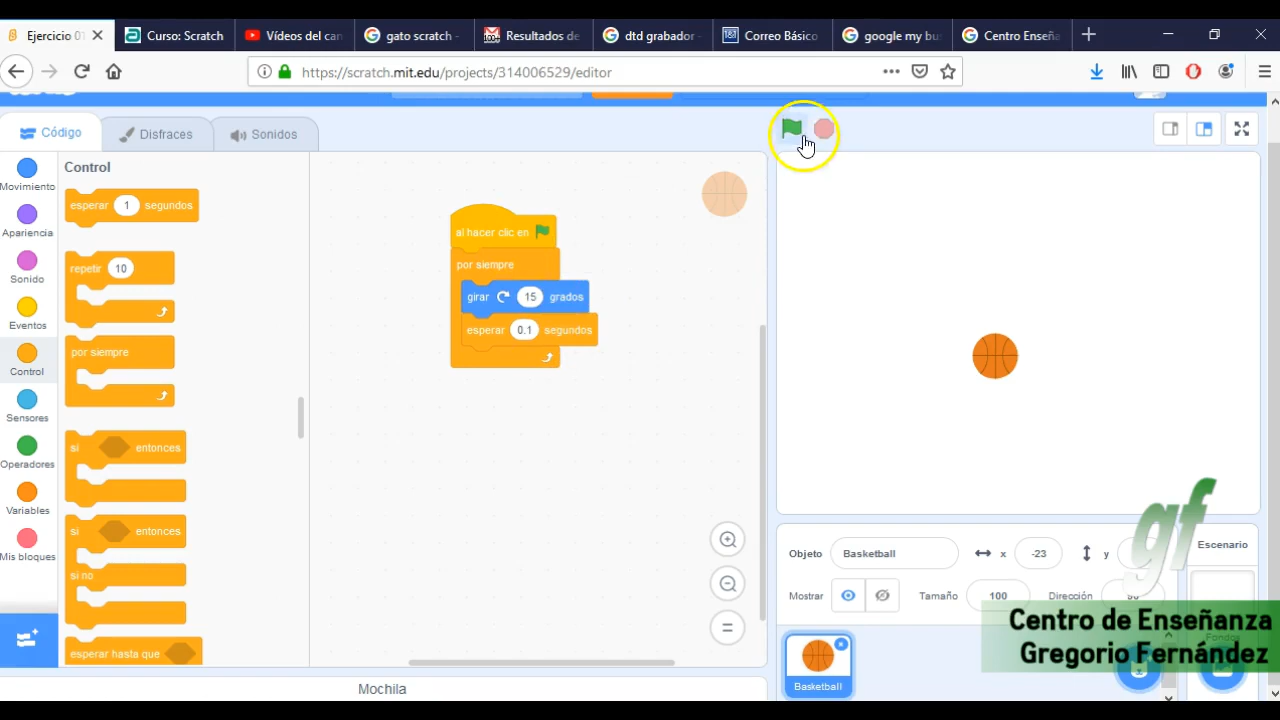 Ejercicio 01
Curso: Scratch
Vídeos del can
gato scratch -
Resultados de
dtd grabador -
Correo Básico
google my bu
Centro Enseña
https://scratch.mit.edu/projects/314006529/editor
Código
Disfraces
Sonidos
Movimiento
Apariencia
Sonido
Eventos
Control
Sensores
Operadores
Variables
Mis bloques
Control
esperar 1 segundos
repetir 10
por siempre
si entonces
si entonces
si no
esperar hasta que
al hacer clic en
por siempre
girar 15 grados
esperar 0.1 segundos
Mochila
Objeto Basketball x -23 y
Mostrar Tamaño 100 Dirección 90
Basketball
Escenario
Fondos
gf
Centro de Enseñanza
Gregorio Fernández